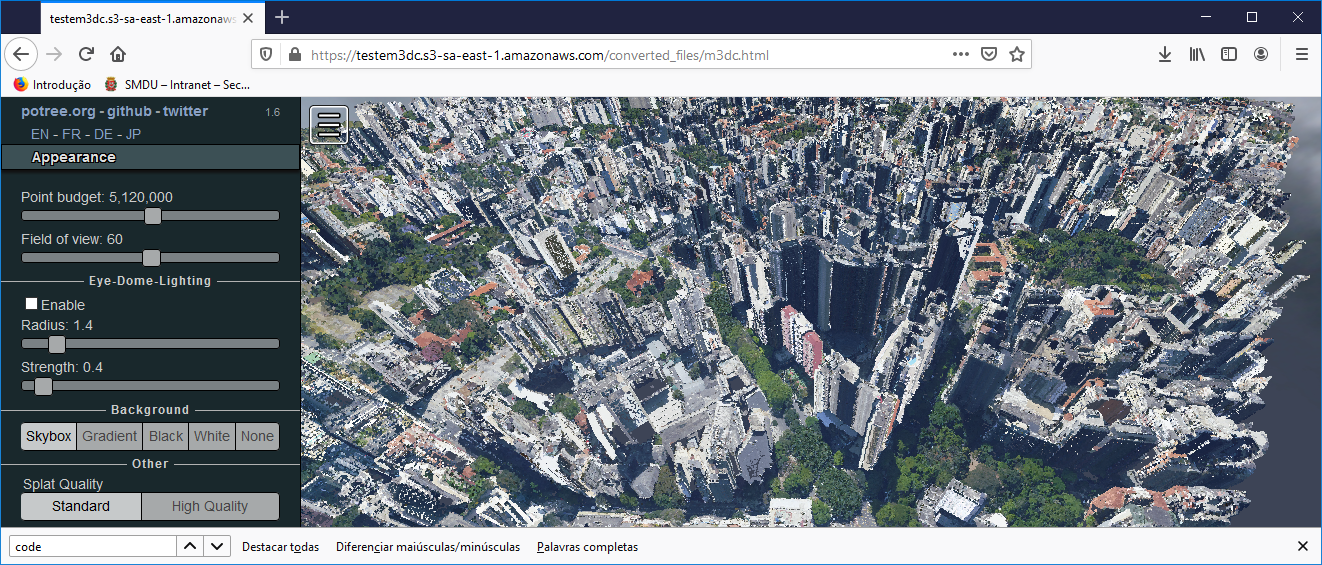 testem3dc.s3-sa-east-1.amazonaws
https://testem3dc.s3-sa-east-1.amazonaws.com/converted_files/m3dc.html
Introdução SMDU – Intranet – Sec...
potree.org - github - twitter 1.6
EN - FR - DE - JP
Appearance
Point budget: 5,120,000
Field of view: 60
Eye-Dome-Lighting
Enable
Radius: 1.4
Strength: 0.4
Background
Skybox Gradient Black White None
Other
Splat Quality
Standard High Quality
code Destacar todas Diferenciar maiúsculas/minúsculas Palavras completas